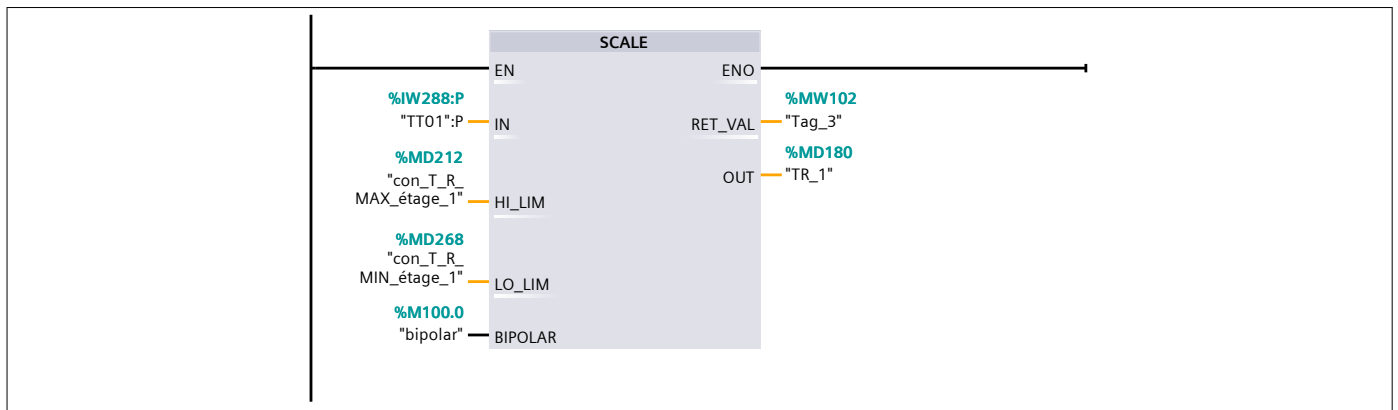 SCALE
EN ENO
%IW288:P
"TT01":P IN
%MW102
RET_VAL "Tag_3"
%MD212
"con_T_R_
MAX_étage_1" HI_LIM
%MD180
OUT "TR_1"
%MD268
"con_T_R_
MIN_étage_1" LO_LIM
%M100.0
"bipolar" BIPOLAR